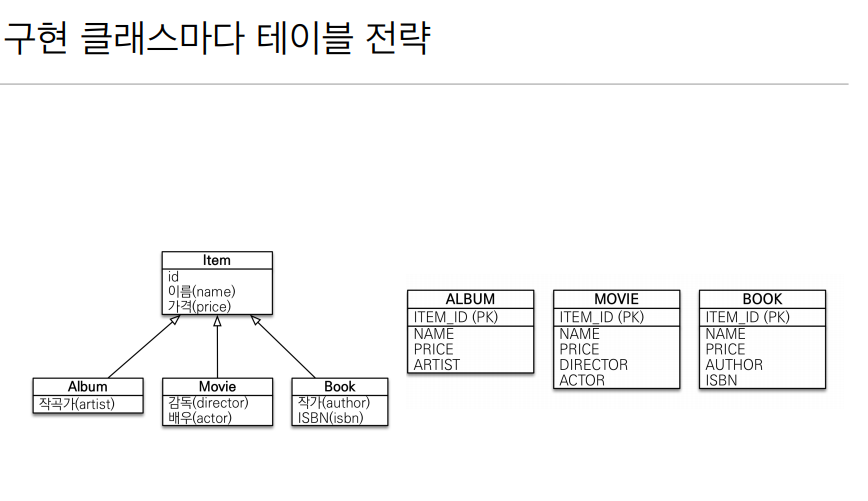 구현 클래스마다 테이블 전략
Item
id
이름(name)
가격(price)
Album
작곡가(artist)
Movie
감독(director)
배우(actor)
Book
작가(author)
ISBN(isbn)
ALBUM
ITEM_ID (PK)
NAME
PRICE
ARTIST
MOVIE
ITEM_ID (PK)
NAME
PRICE
DIRECTOR
ACTOR
BOOK
ITEM_ID (PK)
NAME
PRICE
AUTHOR
ISBN